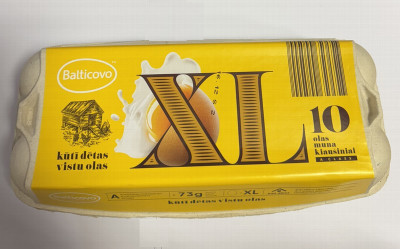 Balticovo
XL
kūtī dētas
vistu olas
10
olas
muna
kiaušiniai
A 73g XL
kūtī dētas vistu olas